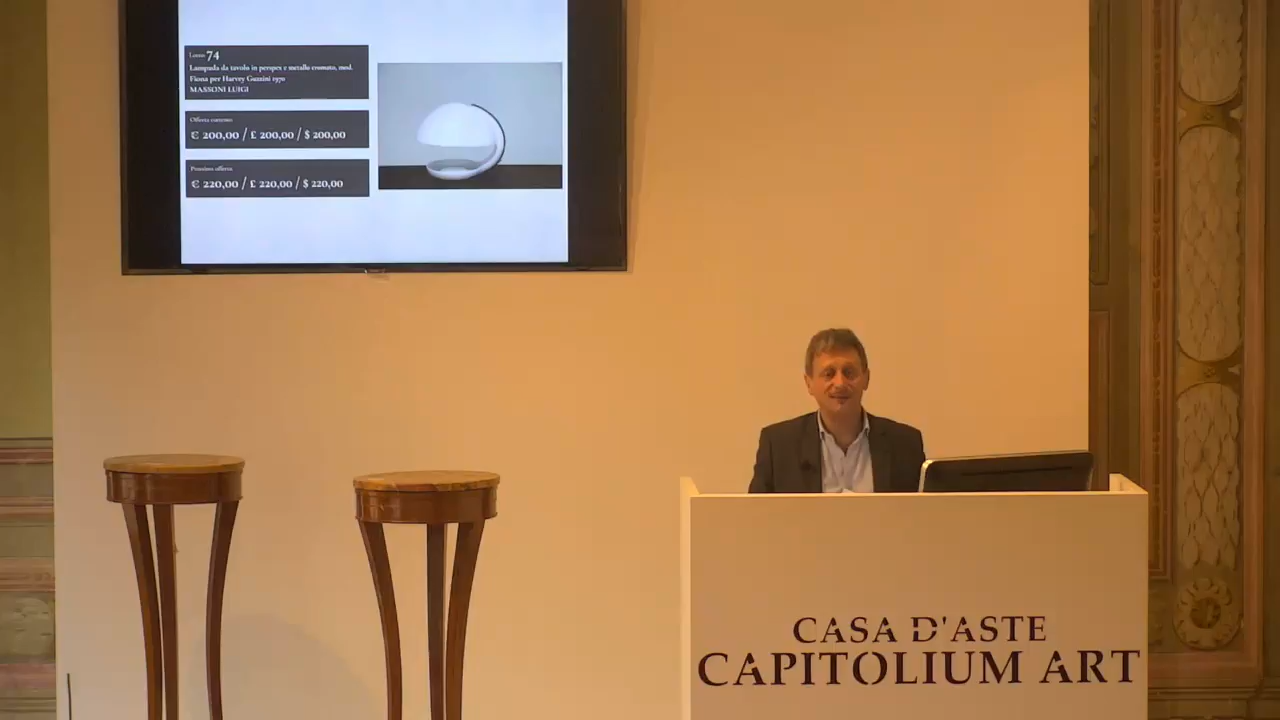 Lotto 74
Lampada da tavolo in perspex e metallo cromato, mod.
Fiona per Harvey Guzzini 1970
MASSONI LUIGI
Offerta corrente
€ 200,00 / £ 200,00 / $ 200,00
Prossima offerta
€ 220,00 / £ 220,00 / $ 220,00
CASA D'ASTE
CAPITOLIUM ART